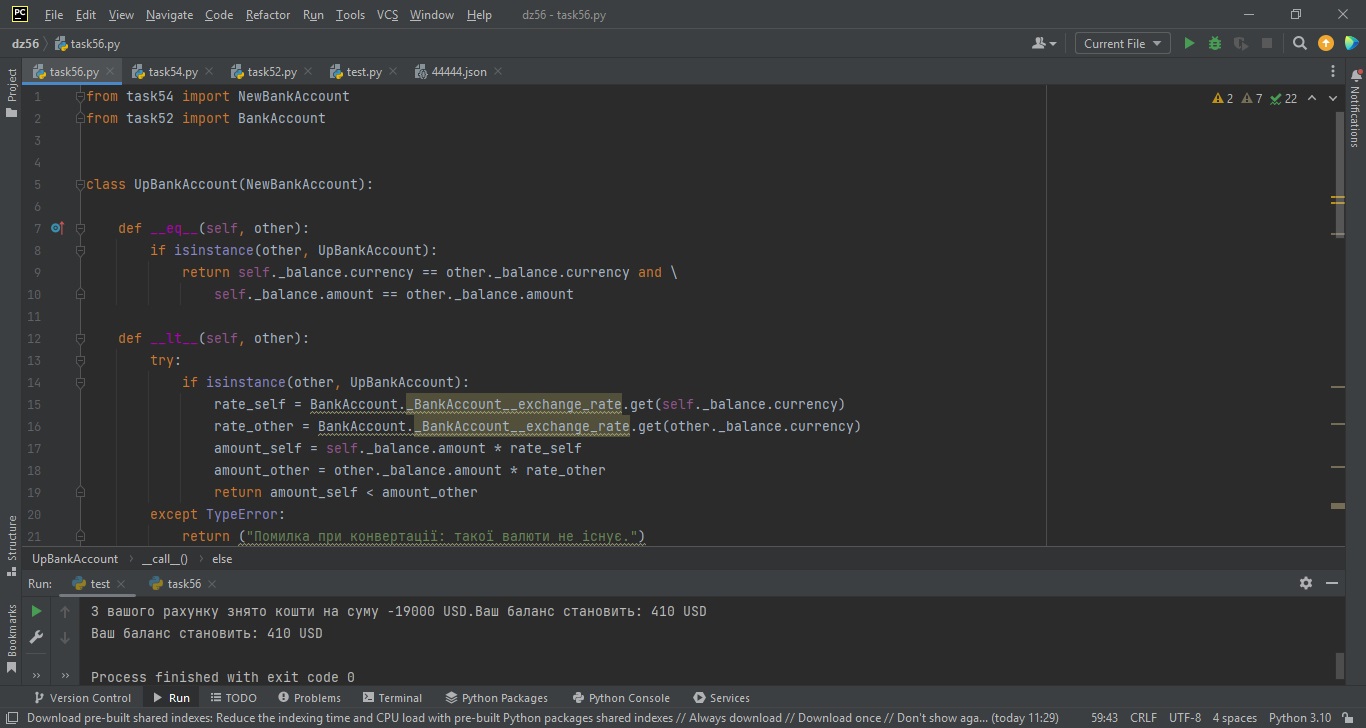 PC File Edit View Navigate Code Refactor Run Tools VCS Window Help dz56 - task56.py
dz56 task56.py Current File
task56.py task54.py task52.py test.py 44444.json
Project
Notifications
2 7 22
1 from task54 import NewBankAccount
2 from task52 import BankAccount
3
4
5 class UpBankAccount(NewBankAccount):
6
7 def __eq__(self, other):
8 if isinstance(other, UpBankAccount):
9 return self._balance.currency == other._balance.currency and \
10 self._balance.amount == other._balance.amount
11
12 def __lt__(self, other):
13 try:
14 if isinstance(other, UpBankAccount):
15 rate_self = BankAccount._BankAccount__exchange_rate.get(self._balance.currency)
16 rate_other = BankAccount._BankAccount__exchange_rate.get(other._balance.currency)
17 amount_self = self._balance.amount * rate_self
18 amount_other = other._balance.amount * rate_other
19 return amount_self < amount_other
20 except TypeError:
21 return ("Помилка при конвертації: такої валюти не існує.")
Structure
Bookmarks
UpBankAccount __call__() else
Run: test task56
З вашого рахунку знято кошти на суму -19000 USD.Ваш баланс становить: 410 USD
Ваш баланс становить: 410 USD
Process finished with exit code 0
Version Control Run TODO Problems Terminal Python Packages Python Console Services
Download pre-built shared indexes: Reduce the indexing time and CPU load with pre-built Python packages shared indexes // Always download // Download once // Don't show aga... (today 11:29) 59:43 CRLF UTF-8 4 spaces Python 3.10